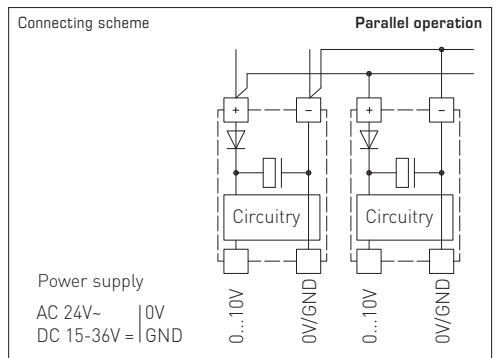 Connecting scheme
Parallel operation
+ − + −
Circuitry Circuitry
Power supply
AC 24V~ 0V
DC 15-36V = GND
0...10V
0V/GND
0...10V
0V/GND